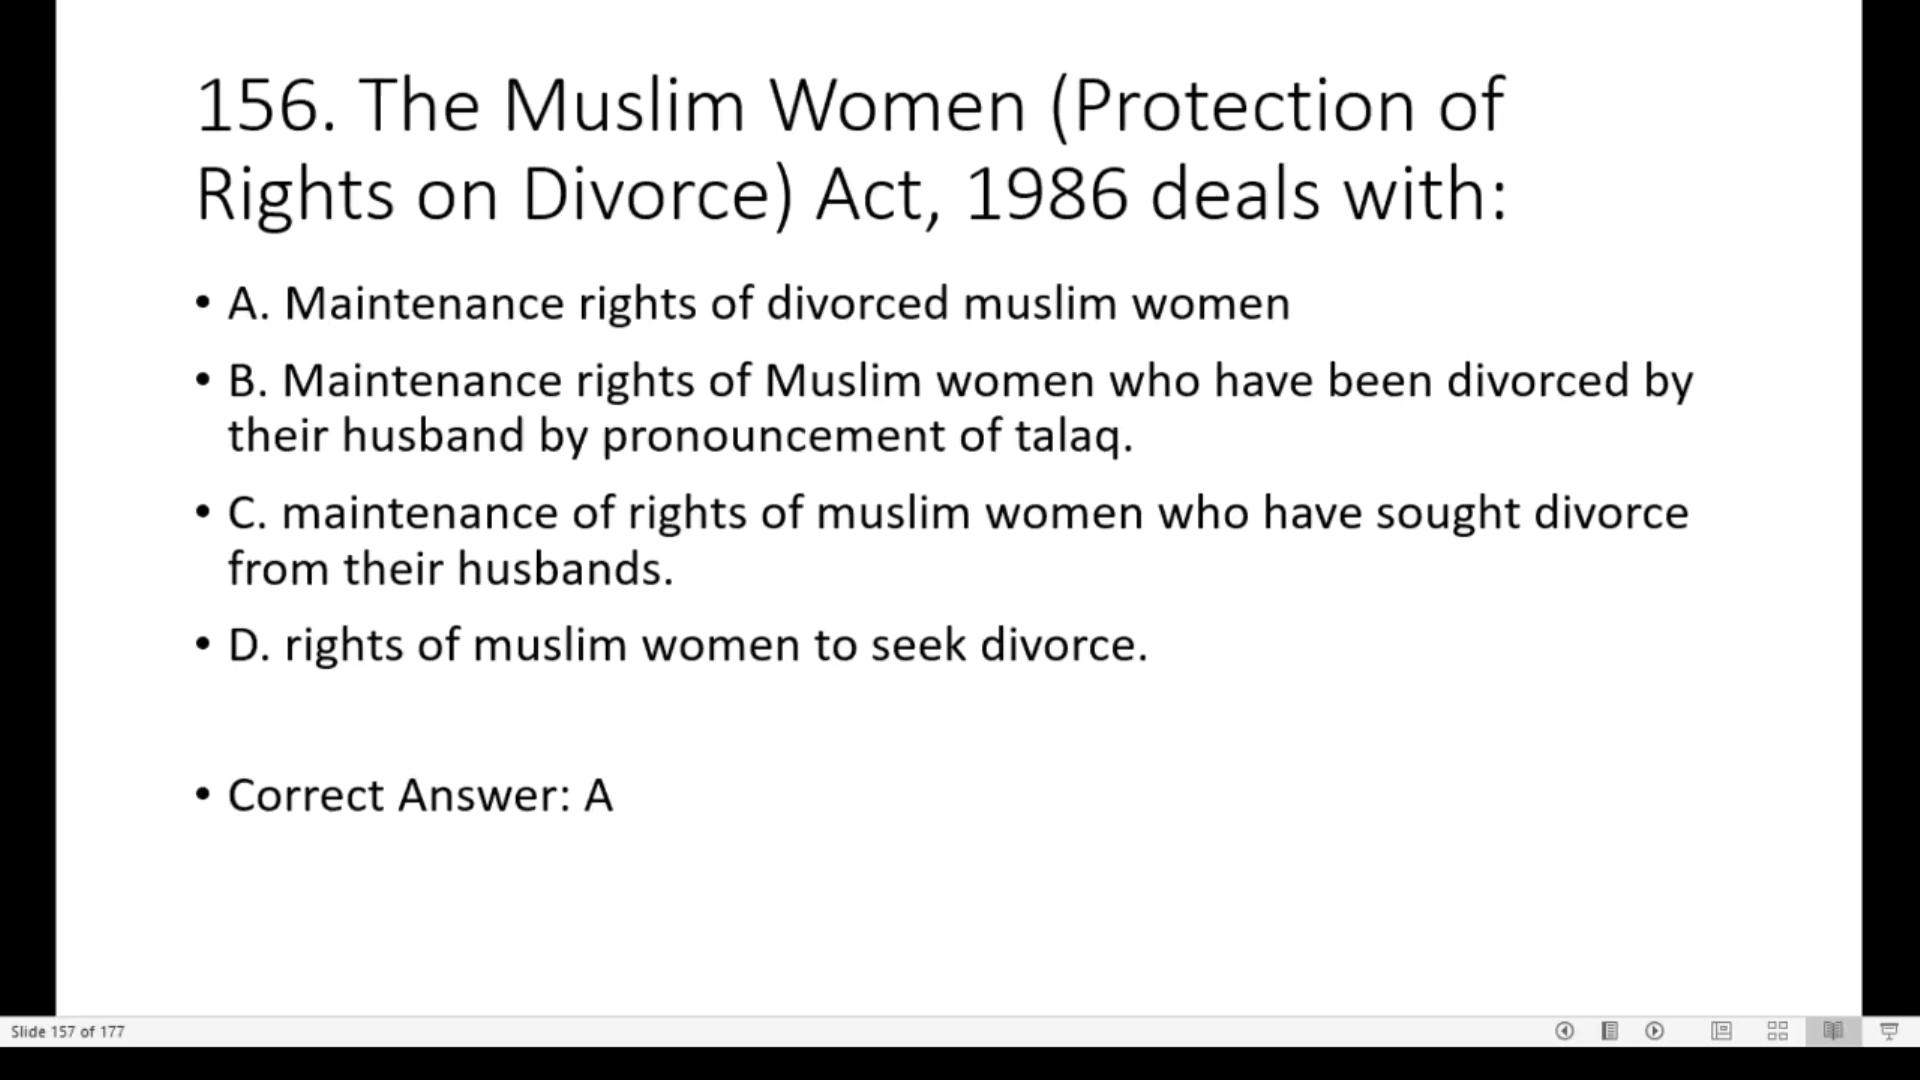 156. The Muslim Women (Protection of
Rights on Divorce) Act, 1986 deals with:
• A. Maintenance rights of divorced muslim women
• B. Maintenance rights of Muslim women who have been divorced by
their husband by pronouncement of talaq.
• C. maintenance of rights of muslim women who have sought divorce
from their husbands.
• D. rights of muslim women to seek divorce.
• Correct Answer: A
Slide 157 of 177